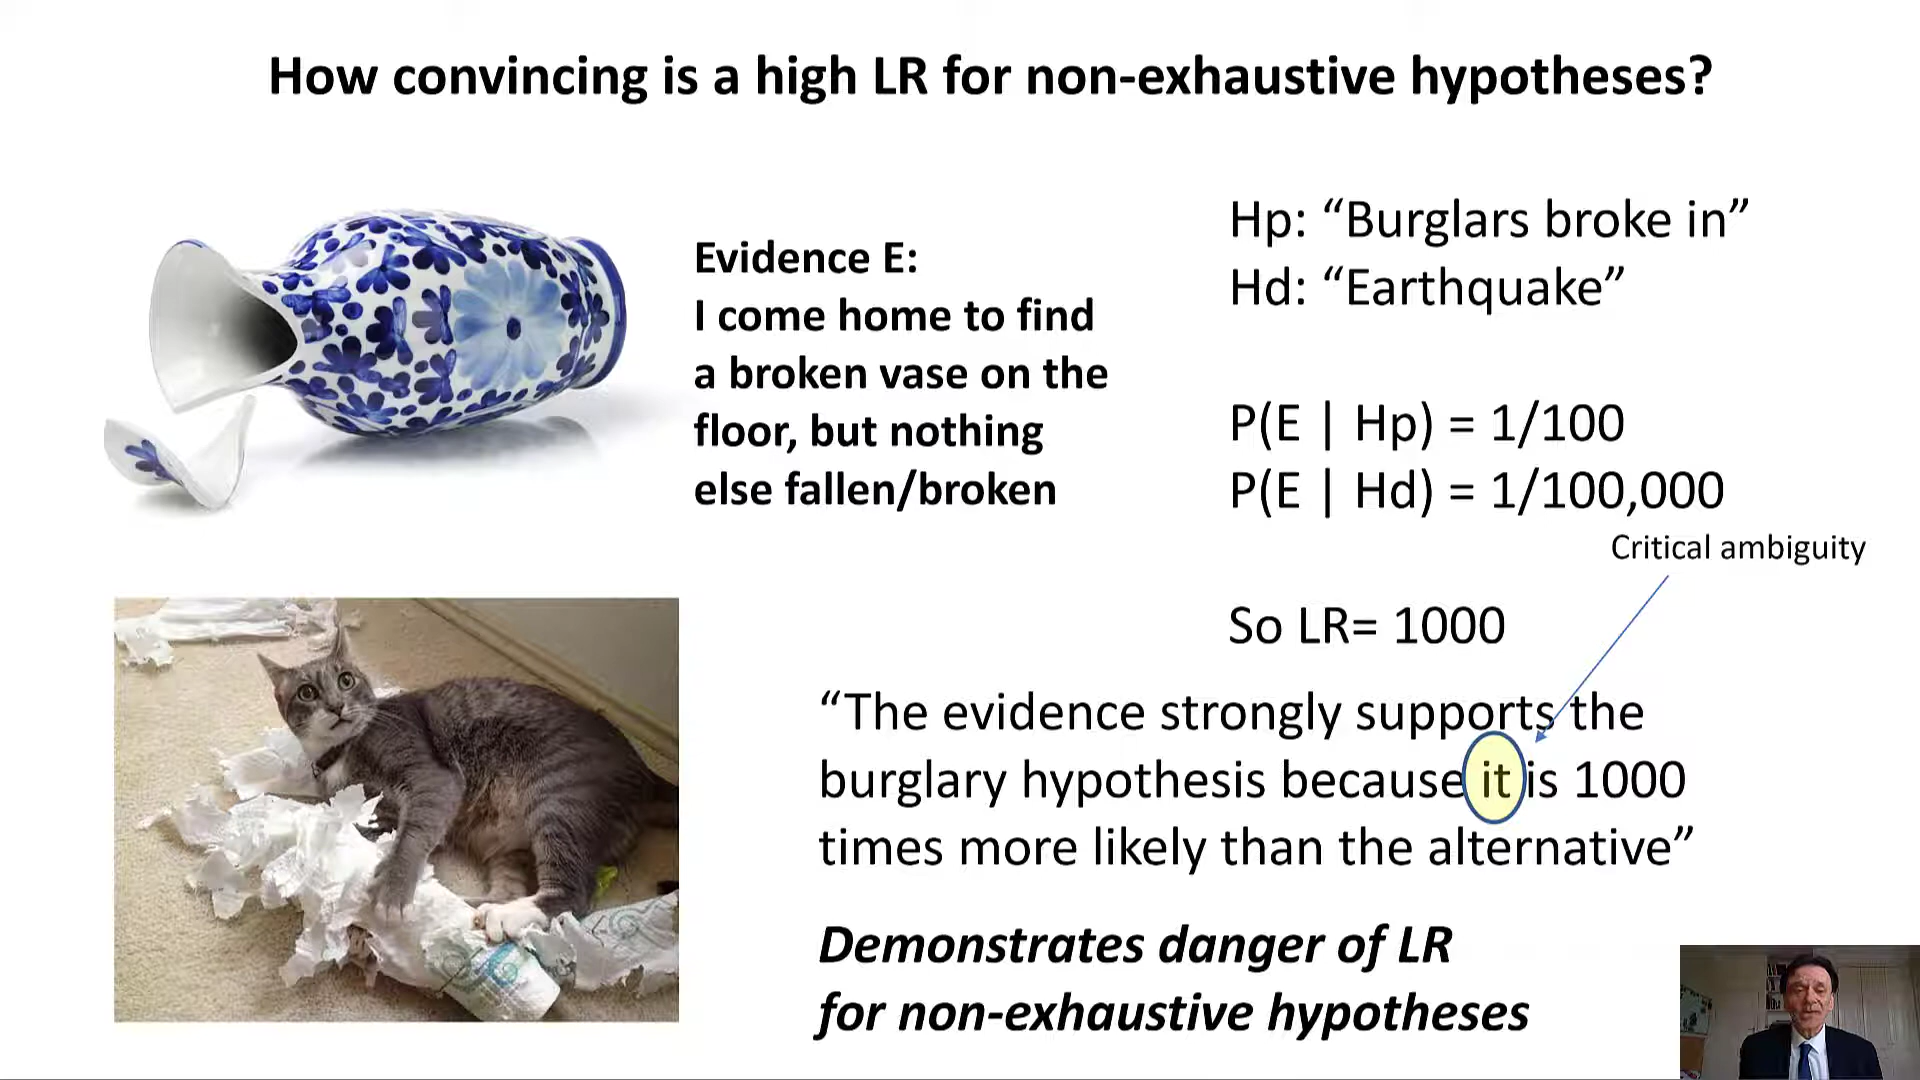 How convincing is a high LR for non-exhaustive hypotheses?
Evidence E:
I come home to find
a broken vase on the
floor, but nothing
else fallen/broken
Hp: “Burglars broke in”
Hd: “Earthquake”
P(E | Hp) = 1/100
P(E | Hd) = 1/100,000
Critical ambiguity
So LR= 1000
“The evidence strongly supports the
burglary hypothesis because it is 1000
times more likely than the alternative”
Demonstrates danger of LR
for non-exhaustive hypotheses